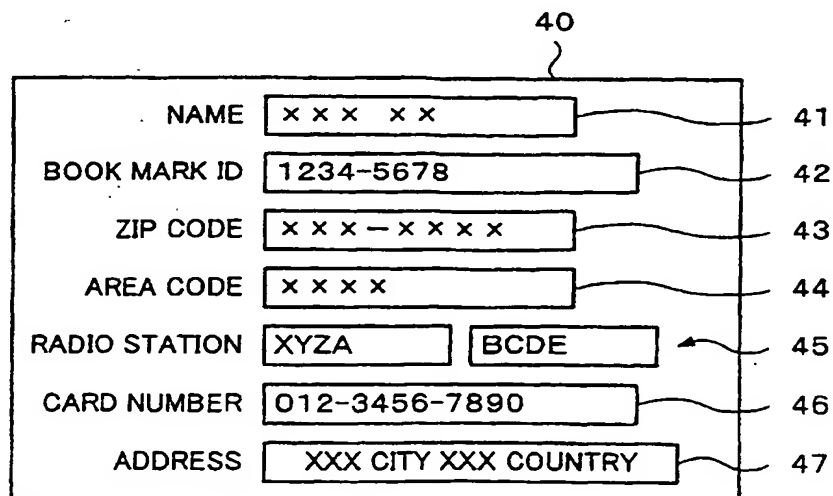 40
NAME × × ×  × × 41
BOOK MARK ID 1234-5678 42
ZIP CODE × × × − × × × × 43
AREA CODE × × × × 44
RADIO STATION XYZA BCDE 45
CARD NUMBER 012-3456-7890 46
ADDRESS XXX CITY XXX COUNTRY 47